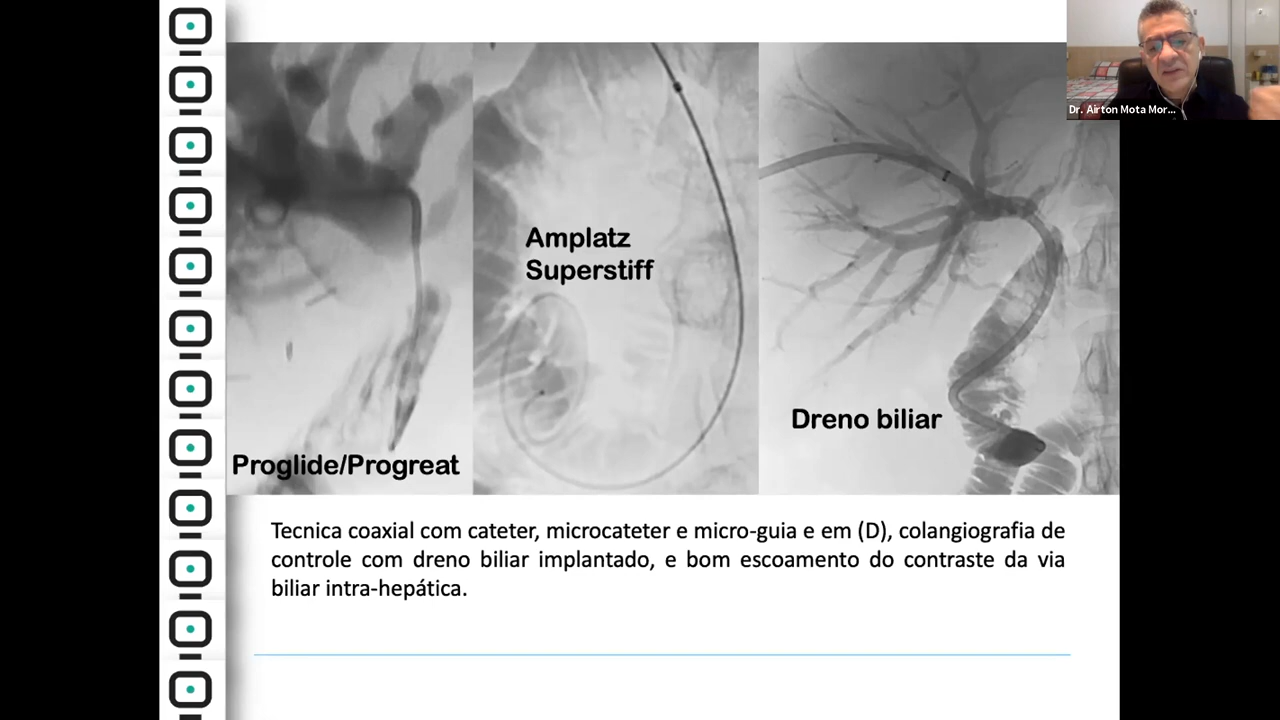 Dr. Airton Mota Mor...
Amplatz
Superstiff
Dreno biliar
Proglide/Progreat
Tecnica coaxial com cateter, microcateter e micro-guia e em (D), colangiografia de
controle com dreno biliar implantado, e bom escoamento do contraste da via
biliar intra-hepática.